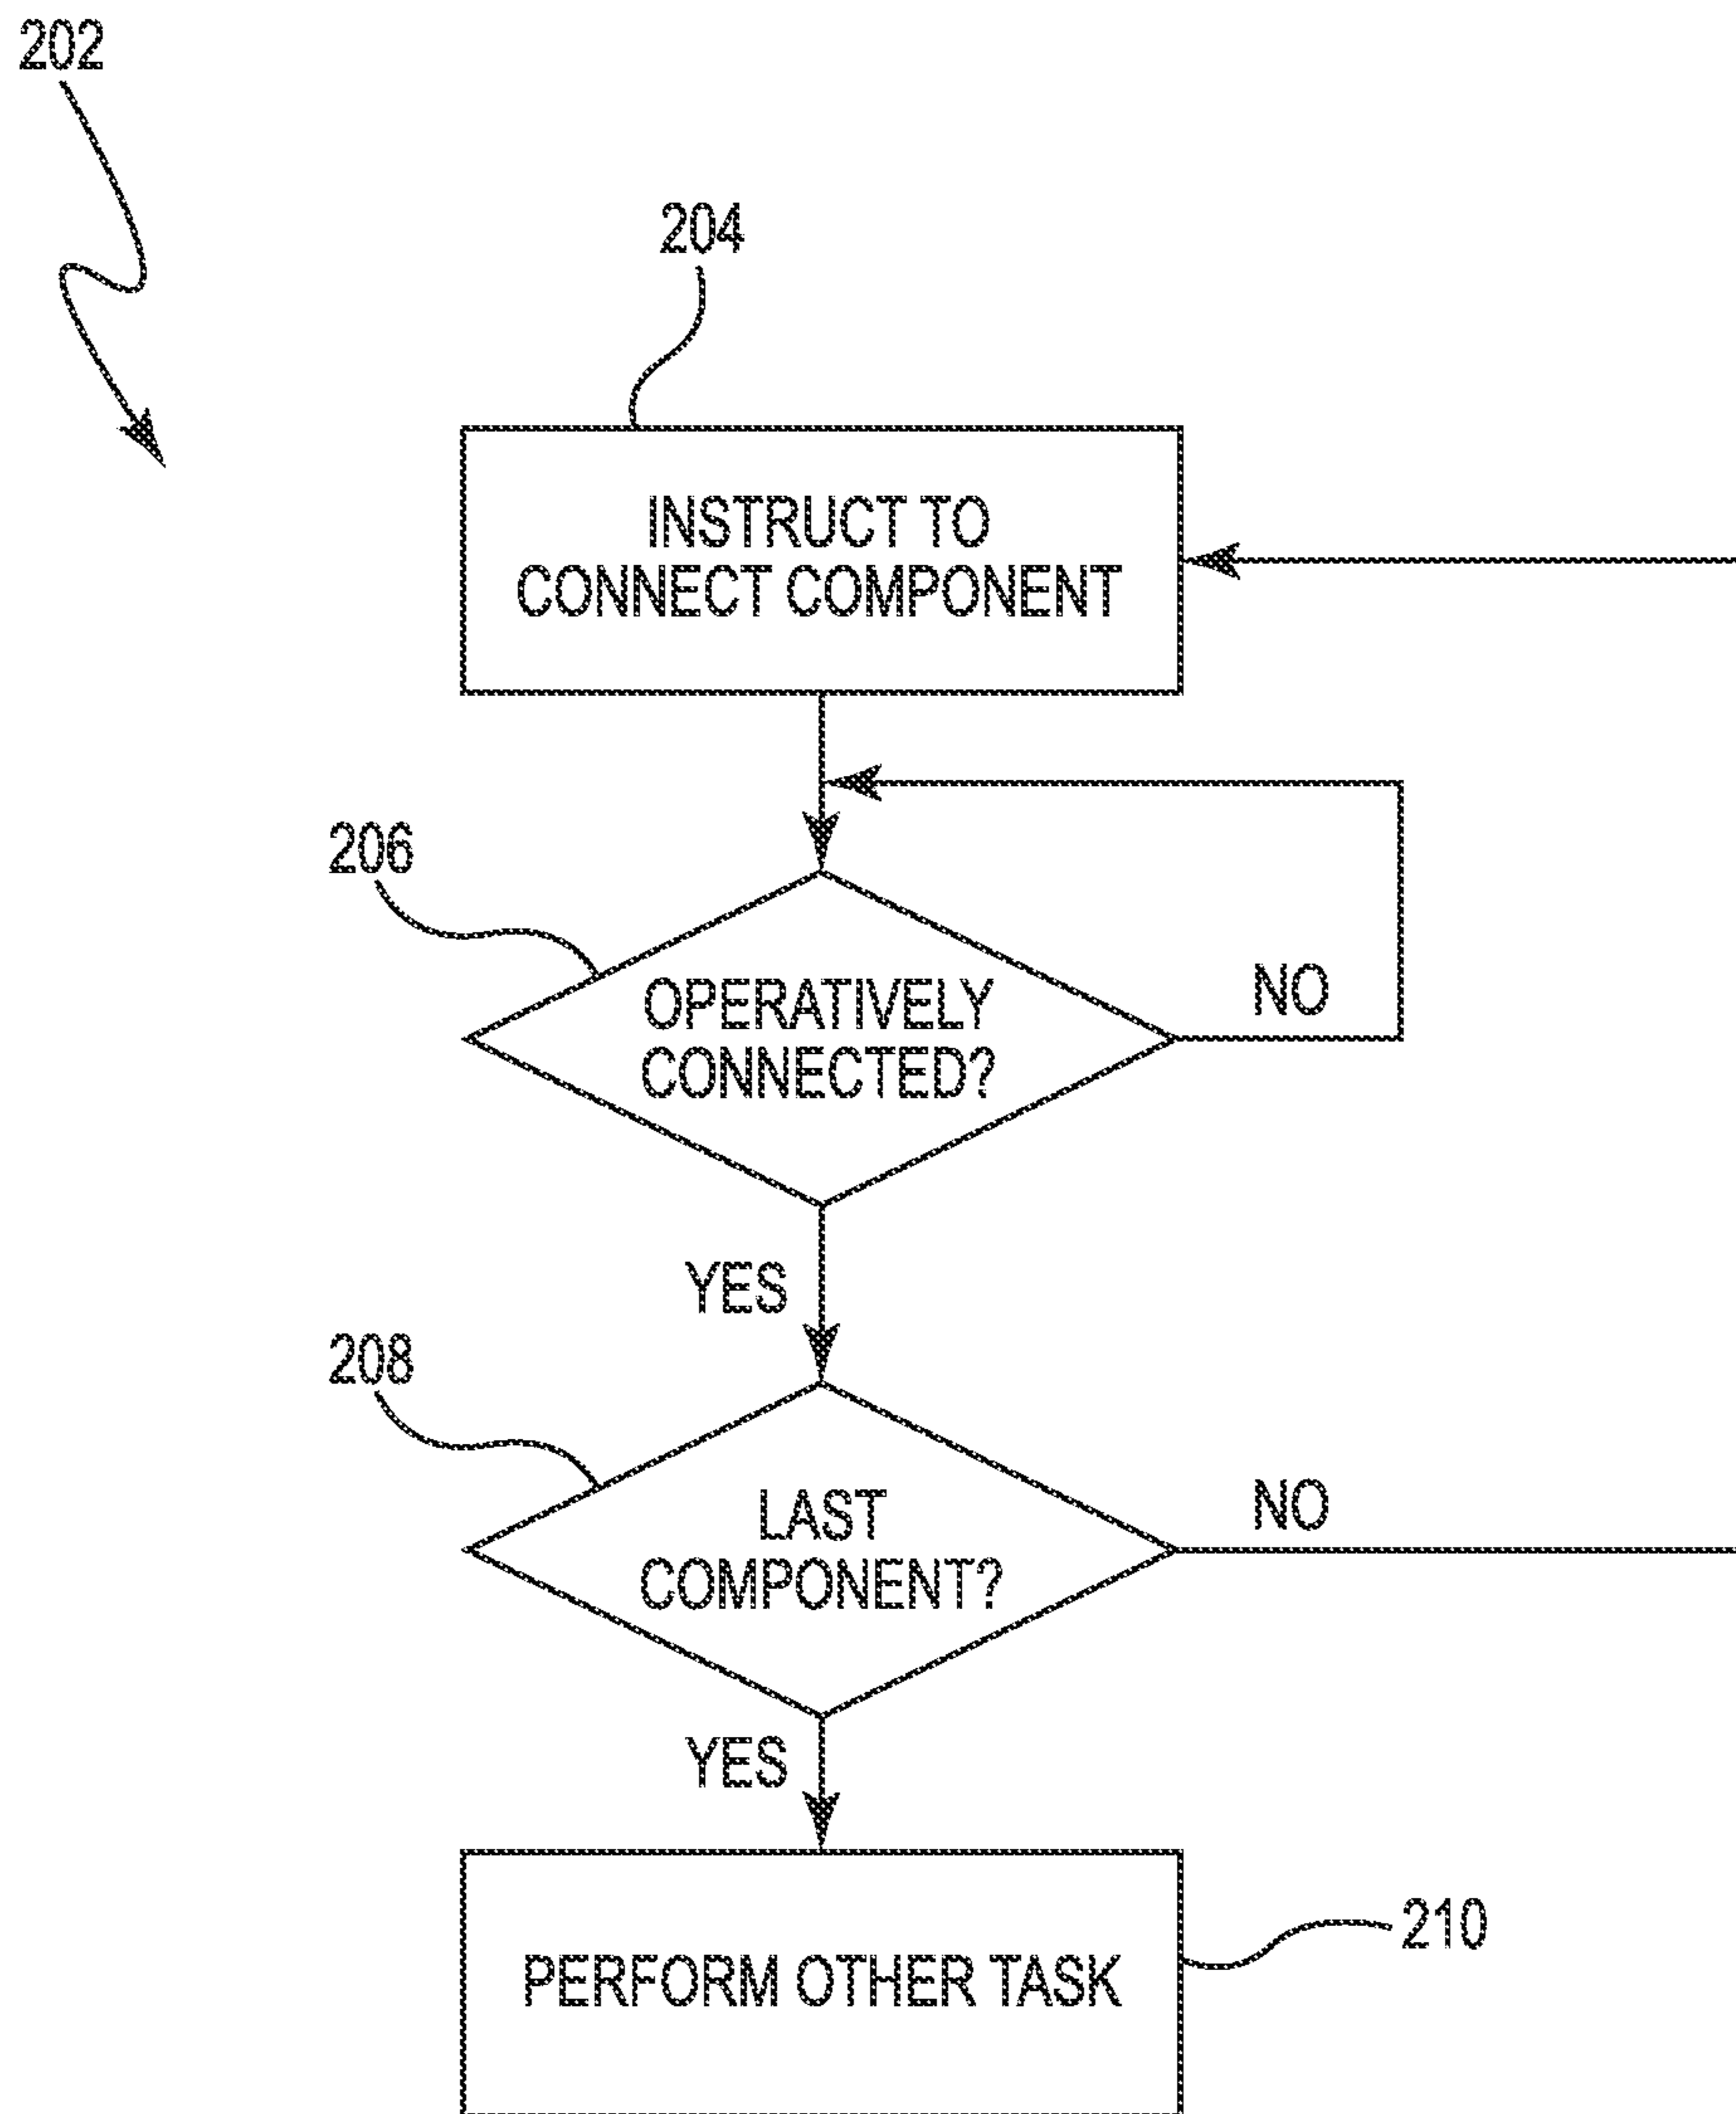 202
204
INSTRUCT TO
CONNECT COMPONENT
206
OPERATIVELY
CONNECTED?
NO
YES
208
LAST
COMPONENT?
NO
YES
PERFORM OTHER TASK
210